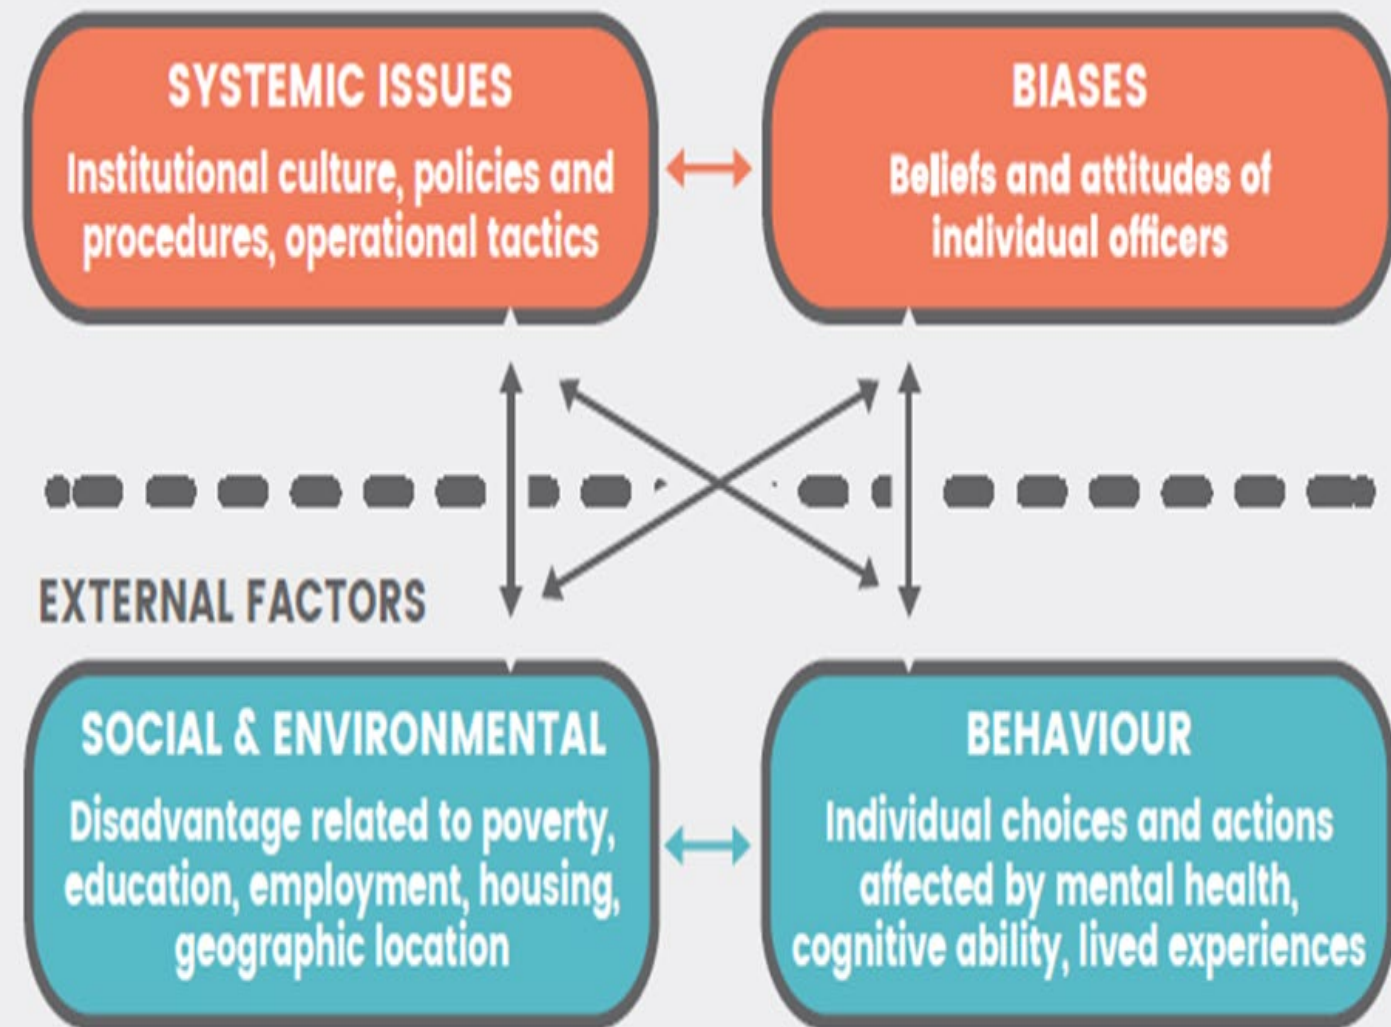 SYSTEMIC ISSUES
Institutional culture, policies and
procedures, operational tactics
BIASES
Beliefs and attitudes of
individual officers
EXTERNAL FACTORS
SOCIAL & ENVIRONMENTAL
Disadvantage related to poverty,
education, employment, housing,
geographic location
BEHAVIOUR
Individual choices and actions
affected by mental health,
cognitive ability, lived experiences